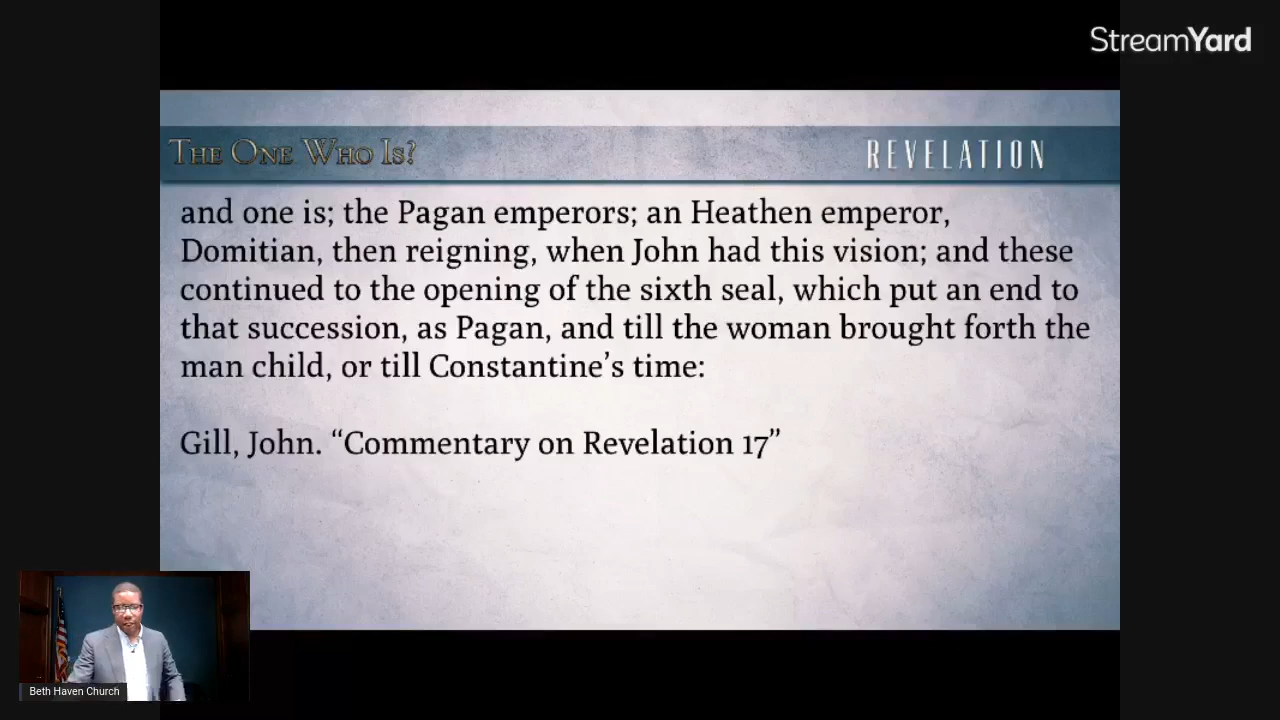 StreamYard
THE ONE WHO IS?
REVELATION
and one is; the Pagan emperors; an Heathen emperor,
Domitian, then reigning, when John had this vision; and these
continued to the opening of the sixth seal, which put an end to
that succession, as Pagan, and till the woman brought forth the
man child, or till Constantine’s time:
Gill, John. “Commentary on Revelation 17”
Beth Haven Church